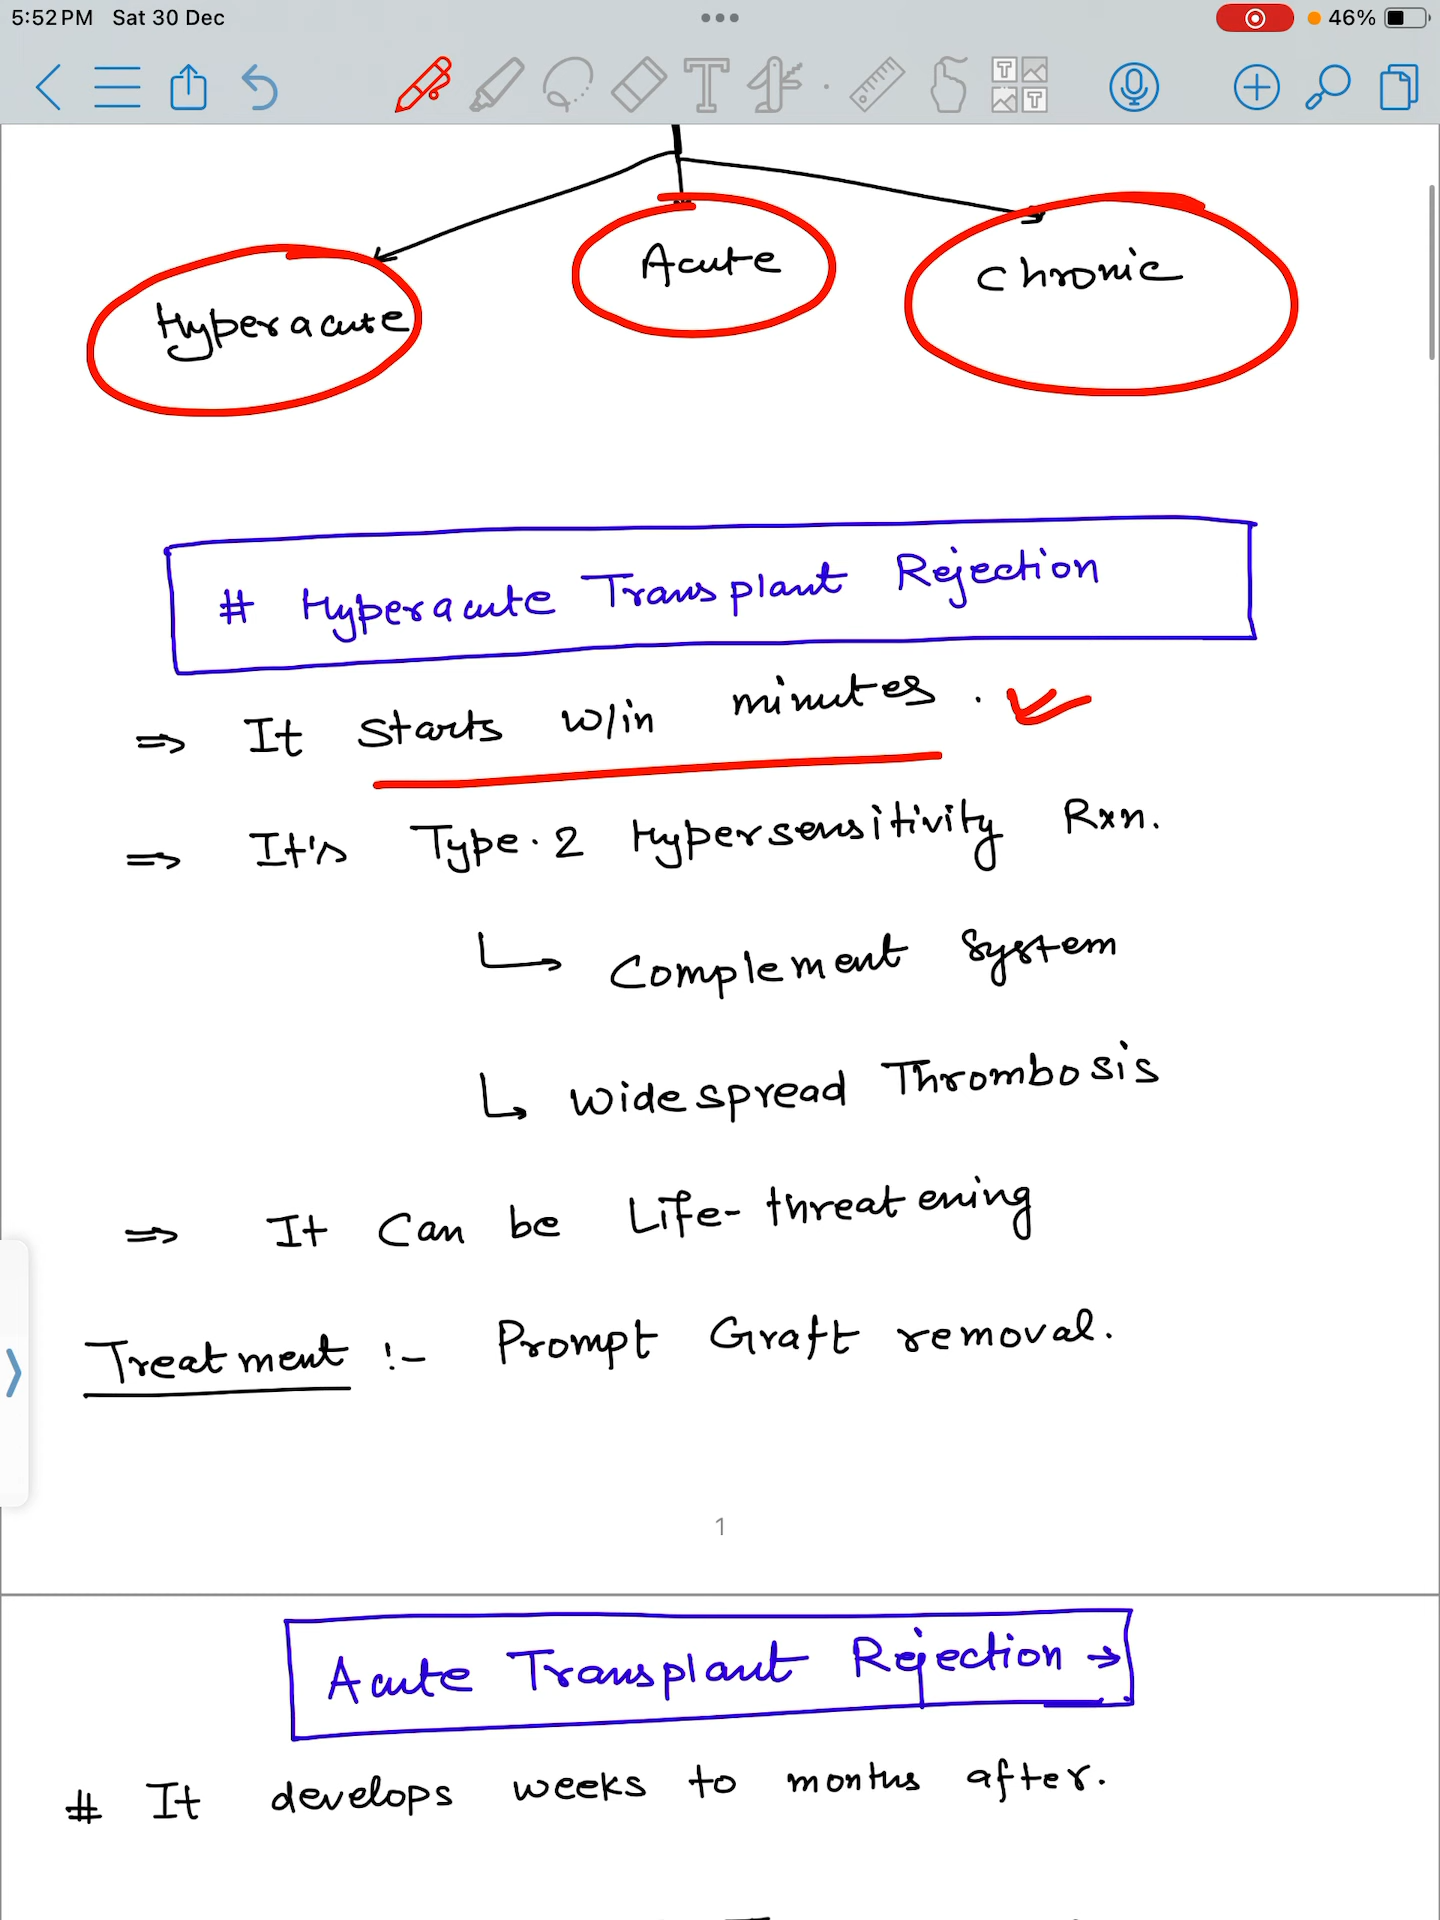 5:52 PM Sat 30 Dec 46%
Hyperacute Acute Chronic
# Hyperacute Transplant Rejection
⇒ It starts w/in minutes.
⇒ It's Type-2 Hypersensitivity Rxn.
↳ Complement System
↳ Widespread Thrombosis
⇒ It Can be Life-threatening
Treatment :- Prompt Graft removal.
1
Acute Transplant Rejection →
# It develops weeks to months after.